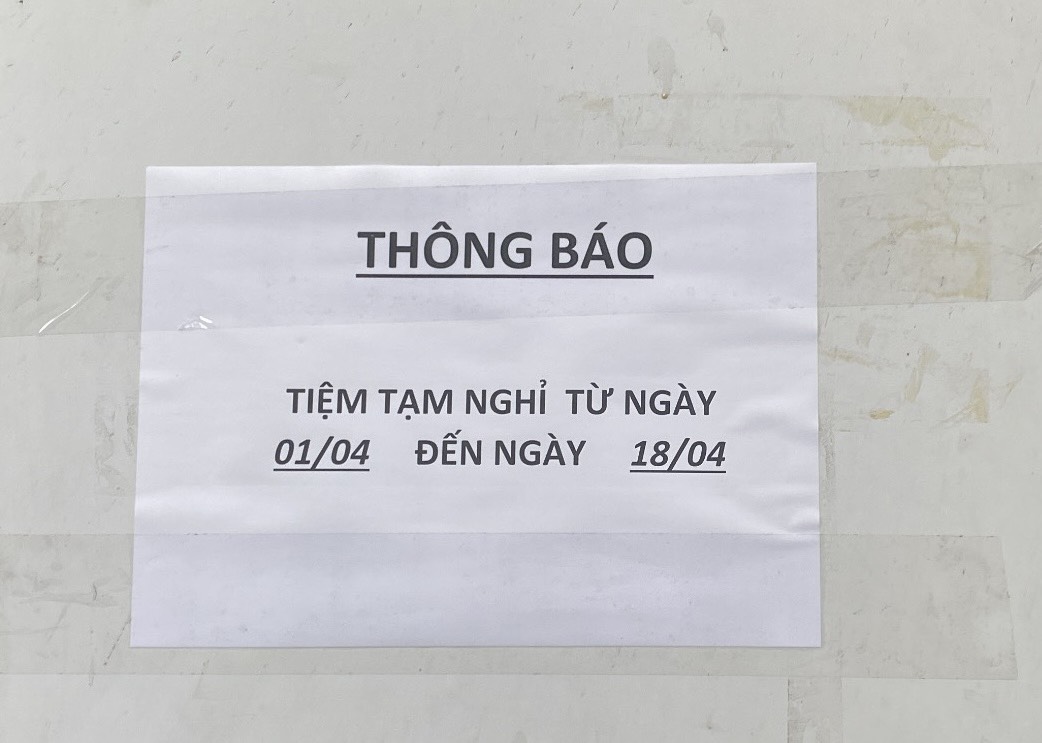 THÔNG BÁO
TIỆM TẠM NGHỈ TỪ NGÀY
01/04 ĐẾN NGÀY 18/04